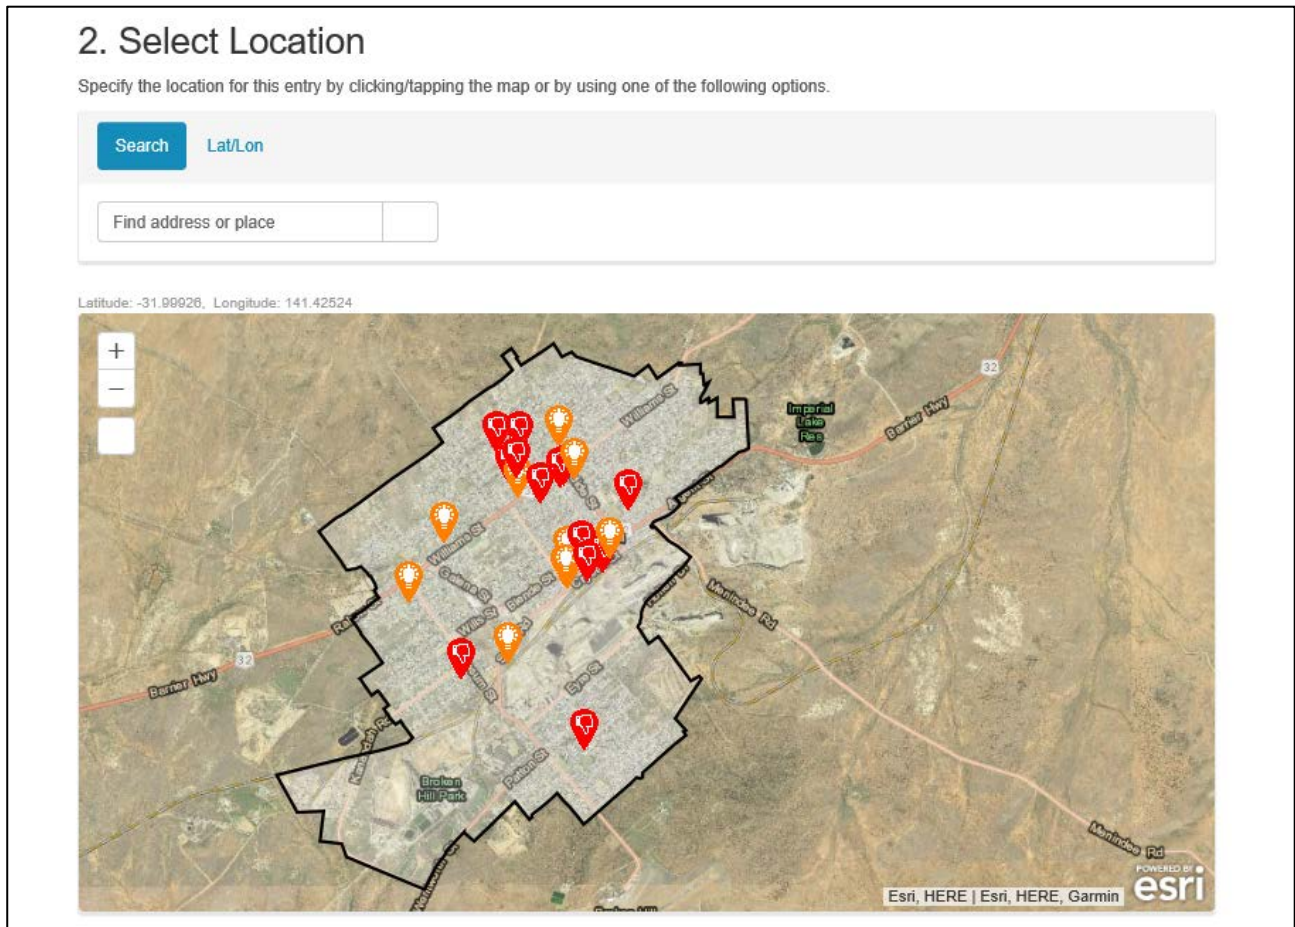 2. Select Location
Specify the location for this entry by clicking/tapping the map or by using one of the following options.
Search
Lat/Lon
Find address or place
Latitude: -31.99926, Longitude: 141.42524
+
−
32
Williams St
Imperial
Lake
Res
Barrier Hwy
Williams St
Galena St
Blende St
Wills St
Menindee Rd
32
Barrier Hwy
Eyre St
Kanandah Rd
Patton St
Broken
Hill Park
Menindee Rd
Wentworth
POWERED BY
esri
Esri, HERE | Esri, HERE, Garmin